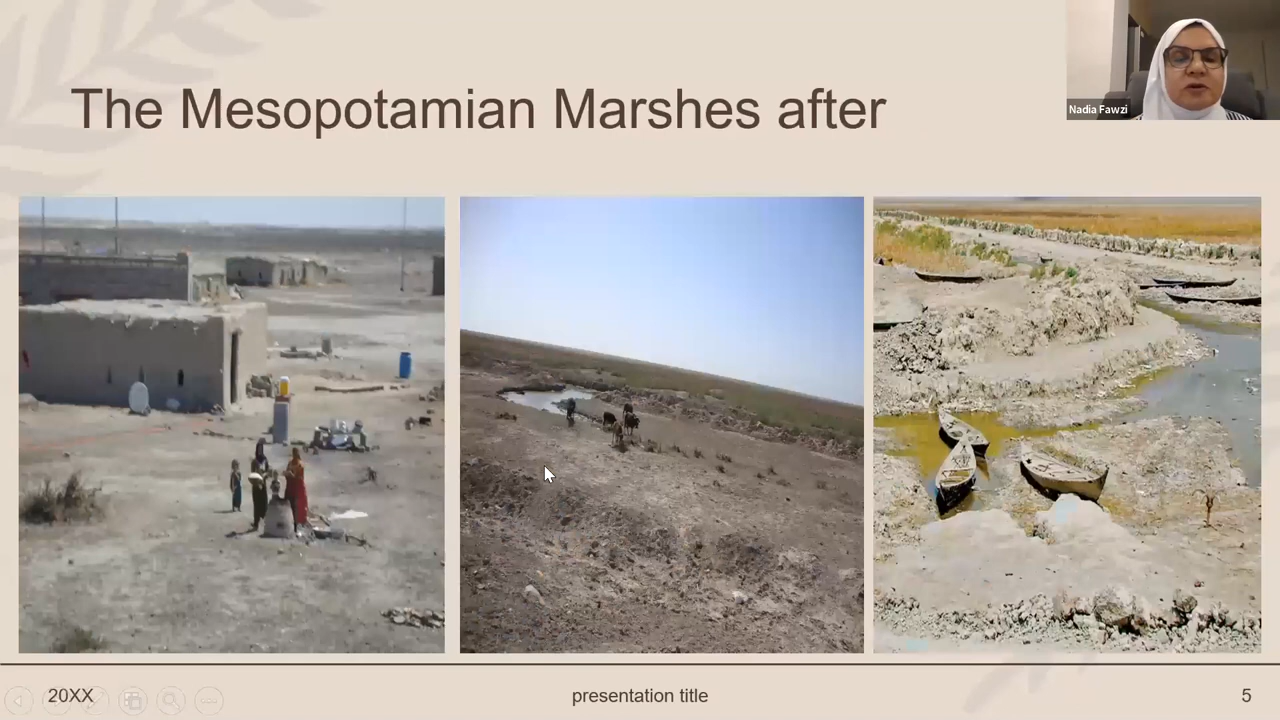 The Mesopotamian Marshes after
Nadia Fawzi
20XX
presentation title
5